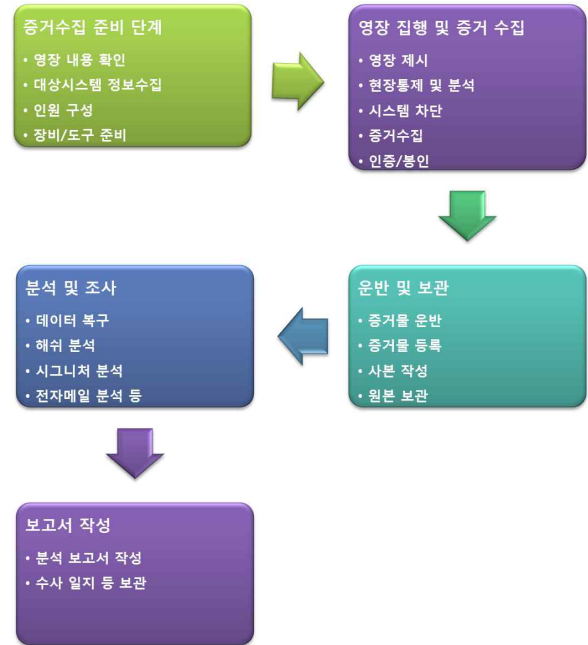 증거수집 준비 단계
• 영장 내용 확인
• 대상시스템 정보수집
• 인원 구성
• 장비/도구 준비
영장 집행 및 증거 수집
• 영장 제시
• 현장통제 및 분석
• 시스템 차단
• 증거수집
• 인증/봉인
운반 및 보관
• 증거물 운반
• 증거물 등록
• 사본 작성
• 원본 보관
분석 및 조사
• 데이터 복구
• 해쉬 분석
• 시그니처 분석
• 전자메일 분석 등
보고서 작성
• 분석 보고서 작성
• 수사 일지 등 보관